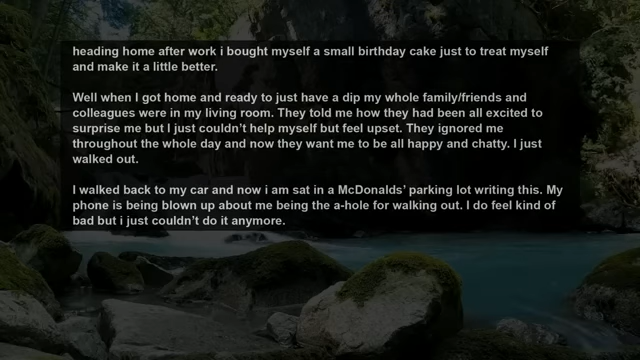 heading home after work i bought myself a small birthday cake just to treat myself
and make it a little better.
Well when I got home and ready to just have a dip my whole family/friends and
colleagues were in my living room. They told me how they had been all excited to
surprise me but I just couldn't help myself but feel upset. They ignored me
throughout the whole day and now they want me to be all happy and chatty. I just
walked out.
I walked back to my car and now i am sat in a McDonalds' parking lot writing this. My
phone is being blown up about me being the a-hole for walking out. I do feel kind of
bad but i just couldn't do it anymore.